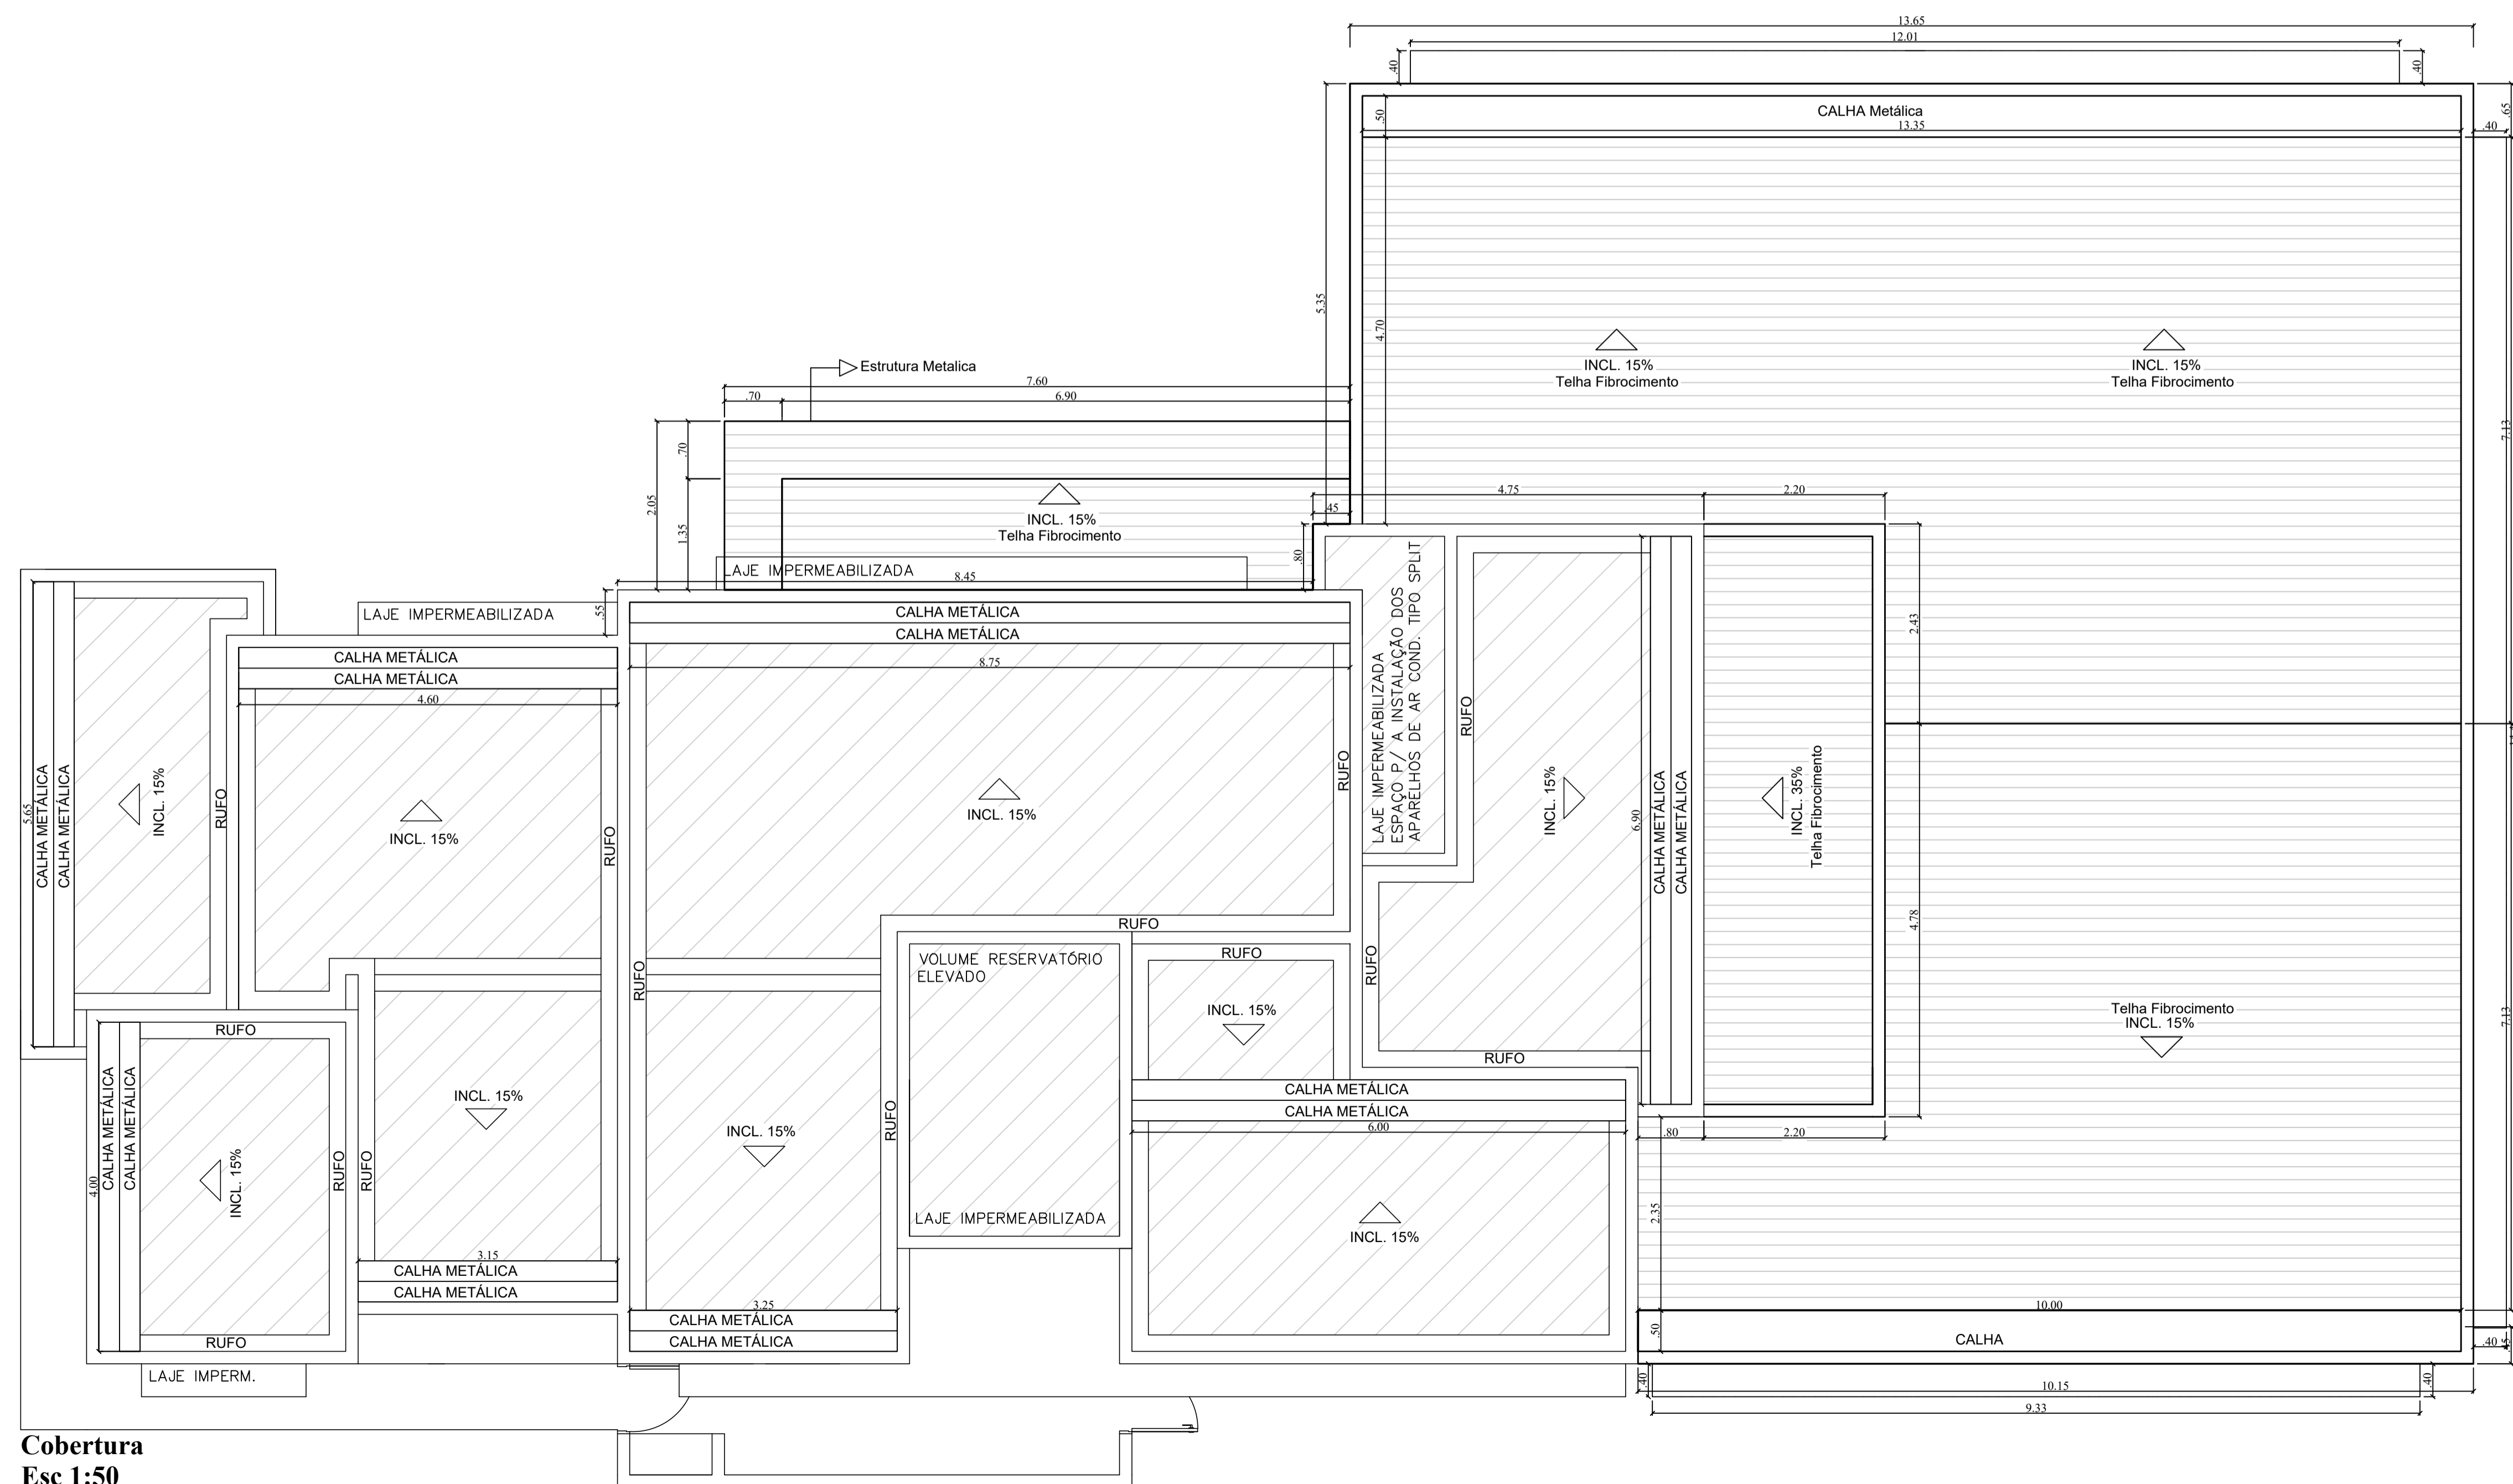 13.65
12.01
.40
.40
CALHA Metálica
.50
13.35
.65
.40
5.35
4.70
INCL. 15%
Telha Fibrocimento
INCL. 15%
Telha Fibrocimento
Estrutura Metalica
7.60
.70
6.90
7.13
.70
2.05
1.35
INCL. 15%
Telha Fibrocimento
4.75
2.20
.45
.80
LAJE IMPERMEABILIZADA
8.45
.55
LAJE IMPERMEABILIZADA
CALHA METÁLICA
CALHA METÁLICA
8.75
CALHA METÁLICA
CALHA METÁLICA
4.60
LAJE IMPERMEABILIZADA
ESPAÇO P/ A INSTALAÇÃO DOS
APARELHOS DE AR COND. TIPO SPLIT
RUFO
2.43
5.65
CALHA METÁLICA
CALHA METÁLICA
INCL. 15%
RUFO
INCL. 15%
RUFO
INCL. 15%
RUFO
INCL. 15%
6.90
CALHA METÁLICA
CALHA METÁLICA
INCL. 35%
Telha Fibrocimento
4.78
RUFO
VOLUME RESERVATÓRIO
ELEVADO
RUFO
RUFO
RUFO
INCL. 15%
RUFO
Telha Fibrocimento
INCL. 15%
7.13
RUFO
4.00
CALHA METÁLICA
CALHA METÁLICA
INCL. 15%
RUFO
RUFO
INCL. 15%
INCL. 15%
RUFO
CALHA METÁLICA
CALHA METÁLICA
6.00
.80
2.20
LAJE IMPERMEABILIZADA
INCL. 15%
2.35
3.15
CALHA METÁLICA
CALHA METÁLICA
3.25
CALHA METÁLICA
CALHA METÁLICA
10.00
.50
CALHA
.40
RUFO
LAJE IMPERM.
.40
10.15
.40
9.33
Cobertura
Esc 1:50